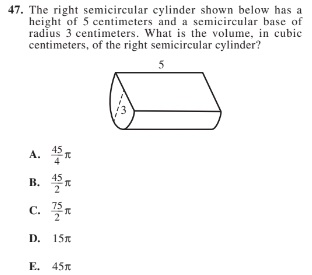 47. The right semicircular cylinder shown below has a
height of 5 centimeters and a semicircular base of
radius 3 centimeters. What is the volume, in cubic
centimeters, of the right semicircular cylinder?
5
3
A. 45/4 π
B. 45/2 π
C. 75/2 π
D. 15π
E. 45π